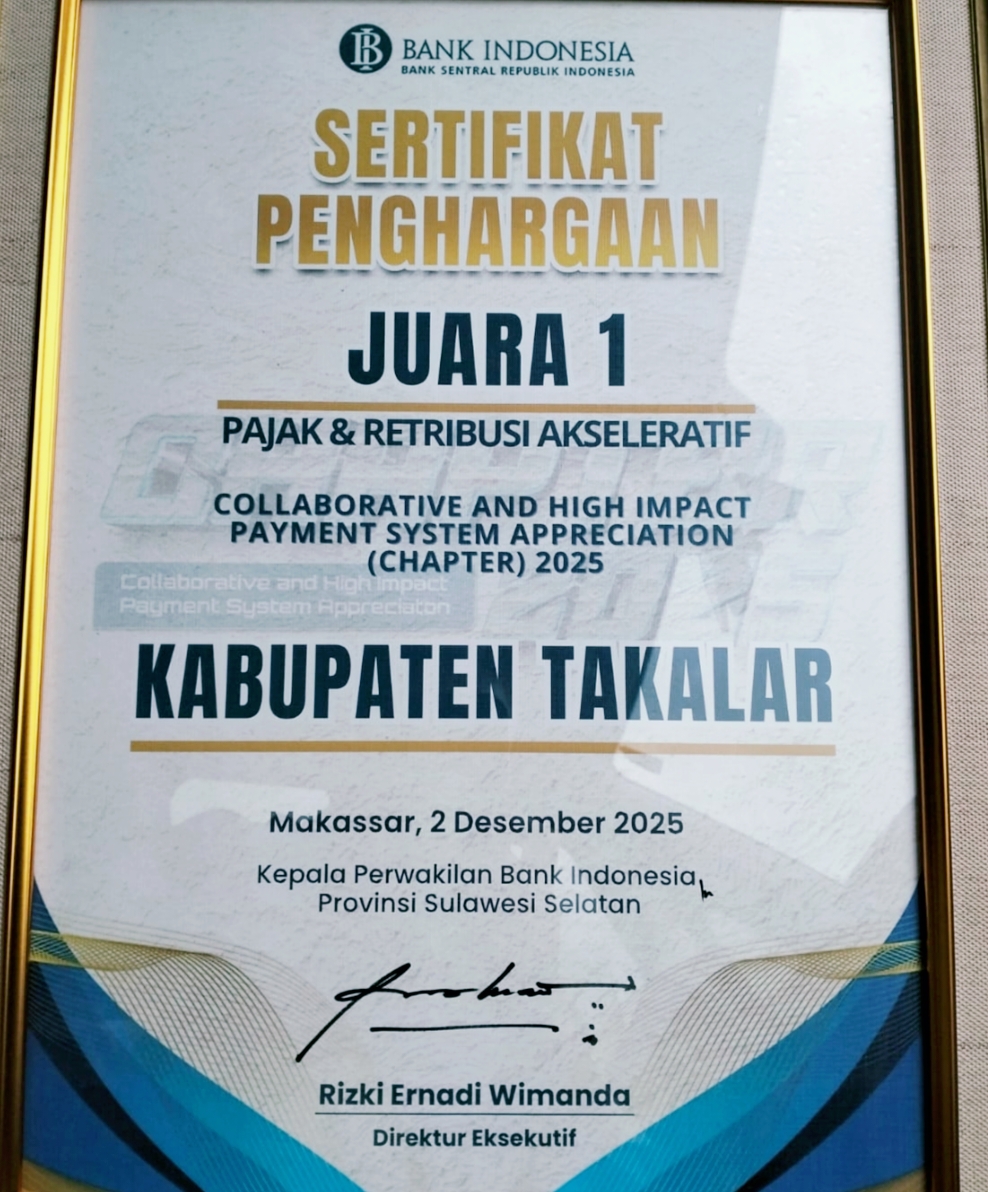 BANK INDONESIA
BANK SENTRAL REPUBLIK INDONESIA
SERTIFIKAT
PENGHARGAAN
JUARA 1
PAJAK & RETRIBUSI AKSELERATIF
COLLABORATIVE AND HIGH IMPACT
PAYMENT SYSTEM APPRECIATION
(CHAPTER) 2025
CHAPTER
2025
Collaborative and High Impact
Payment System Appreciaton
KABUPATEN TAKALAR
Makassar, 2 Desember 2025
Kepala Perwakilan Bank Indonesia
Provinsi Sulawesi Selatan
Rizki Ernadi Wimanda
Direktur Eksekutif